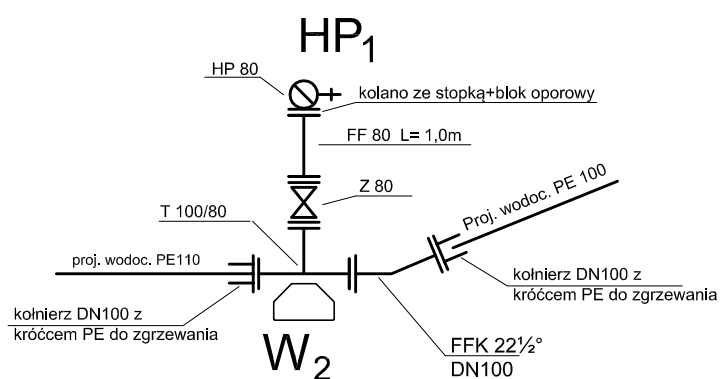 HP1
HP 80
kolano ze stopką+blok oporowy
FF 80 L= 1,0m
Z 80
T 100/80
Proj. wodoc. PE 100
proj. wodoc. PE110
kołnierz DN100 z
króćcem PE do zgrzewania
kołnierz DN100 z
króćcem PE do zgrzewania
W2
FFK 22½°
DN100